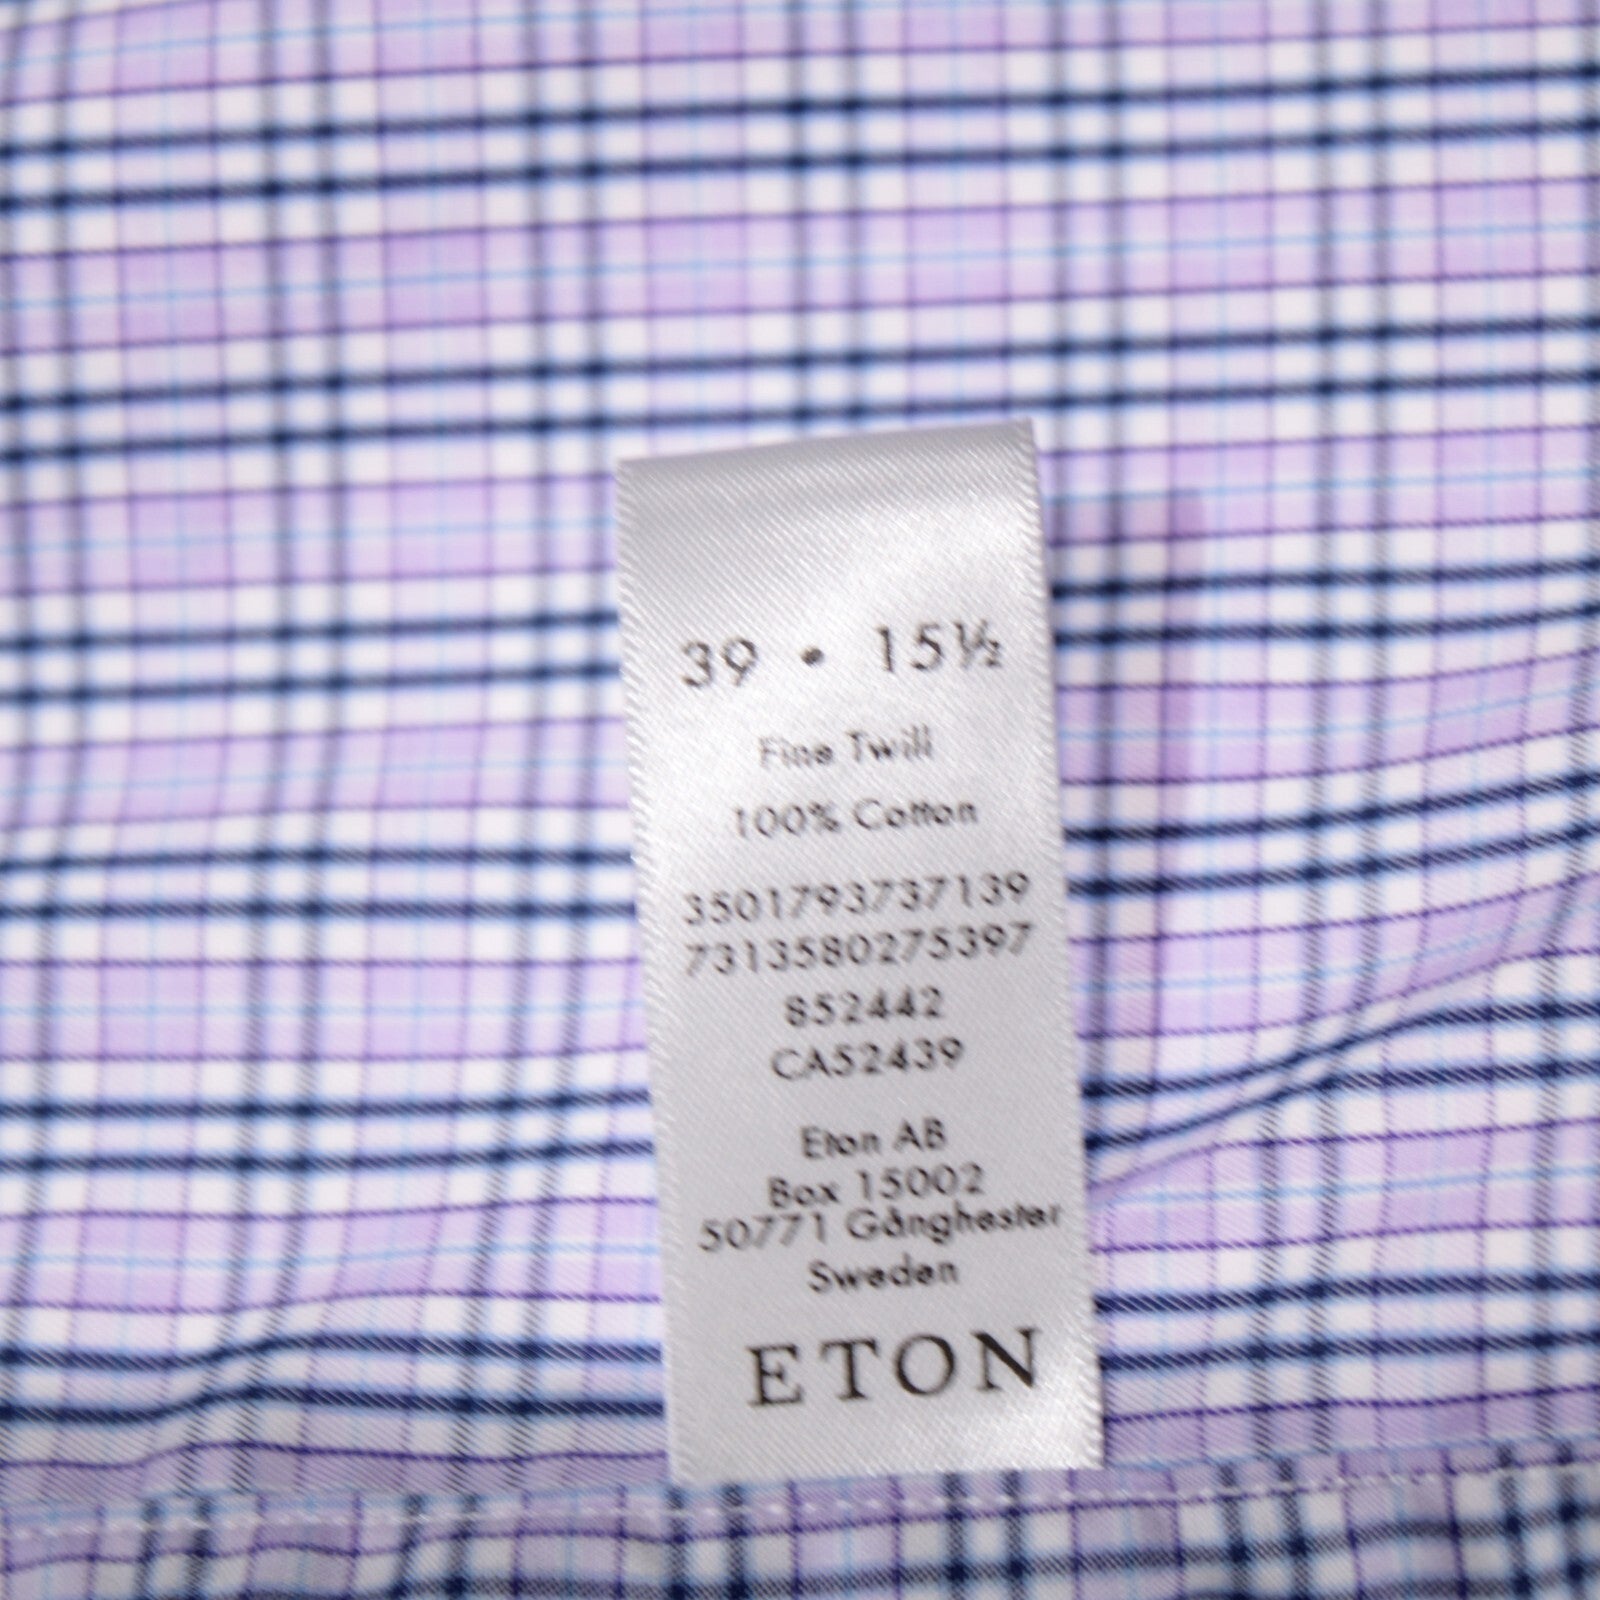 39 • 15½
Fine Twill
100% Cotton
3501793737139
7313580275397
852442
CA52439
Eton AB
Box 15002
50771 Gånghester
Sweden
ETON